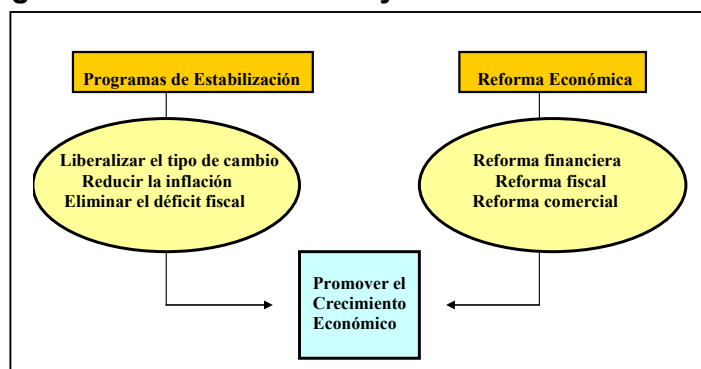 Programas de Estabilización
Reforma Económica
Liberalizar el tipo de cambio
Reducir la inflación
Eliminar el déficit fiscal
Reforma financiera
Reforma fiscal
Reforma comercial
Promover el
Crecimiento
Económico